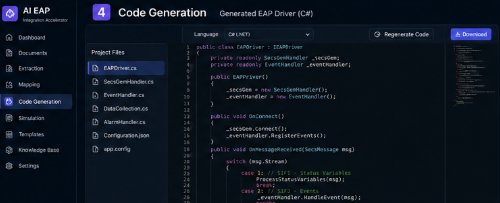 AI EAP
Integration Accelerator
Dashboard
Documents
Extraction
Mapping
Code Generation
Simulation
Templates
Knowledge Base
Settings
4 Code Generation Generated EAP Driver (C#)
Language C# (.NET) Regenerate Code Download
Project Files
EAPDriver.cs
SecsGemHandler.cs
EventHandler.cs
DataCollection.cs
AlarmHandler.cs
Configuration.json
app.config
public class EAPDriver : IEAPDriver
{
private readonly SecsGemHandler _secsGem;
private readonly EventHandler _eventHandler;
public EAPDriver()
{
_secsGem = new SecsGemHandler();
_eventHandler = new EventHandler();
}
public void OnConnect()
{
_secsGem.Connect();
_eventHandler.RegisterEvents();
}
public void OnMessageReceived(SecsMessage msg)
{
switch (msg.Stream)
{
case 1: // S1F1 - Status Variables
ProcessStatusVariables(msg);
break;
case 2: // - Events
_eventHandler.HandleEvent(msg);